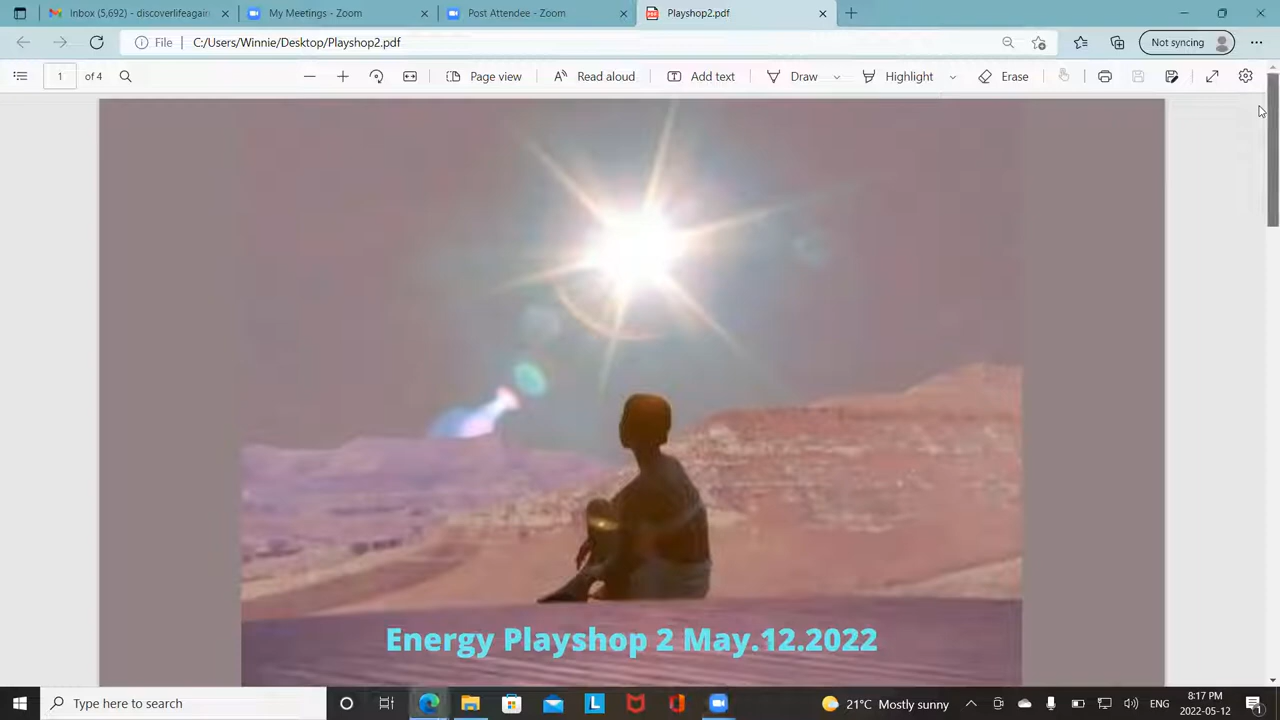 Inbox (5,692) - discoverlifeagain
My Meetings - Zoom
Post Attendee - Zoom
Playshop2.pdf
File
C:/Users/Winnie/Desktop/Playshop2.pdf
Not syncing
1 of 4
Page view
Read aloud
Add text
Draw
Highlight
Erase
Energy Playshop 2 May.12.2022
Type here to search
21°C Mostly sunny
ENG
8:17 PM
2022-05-12